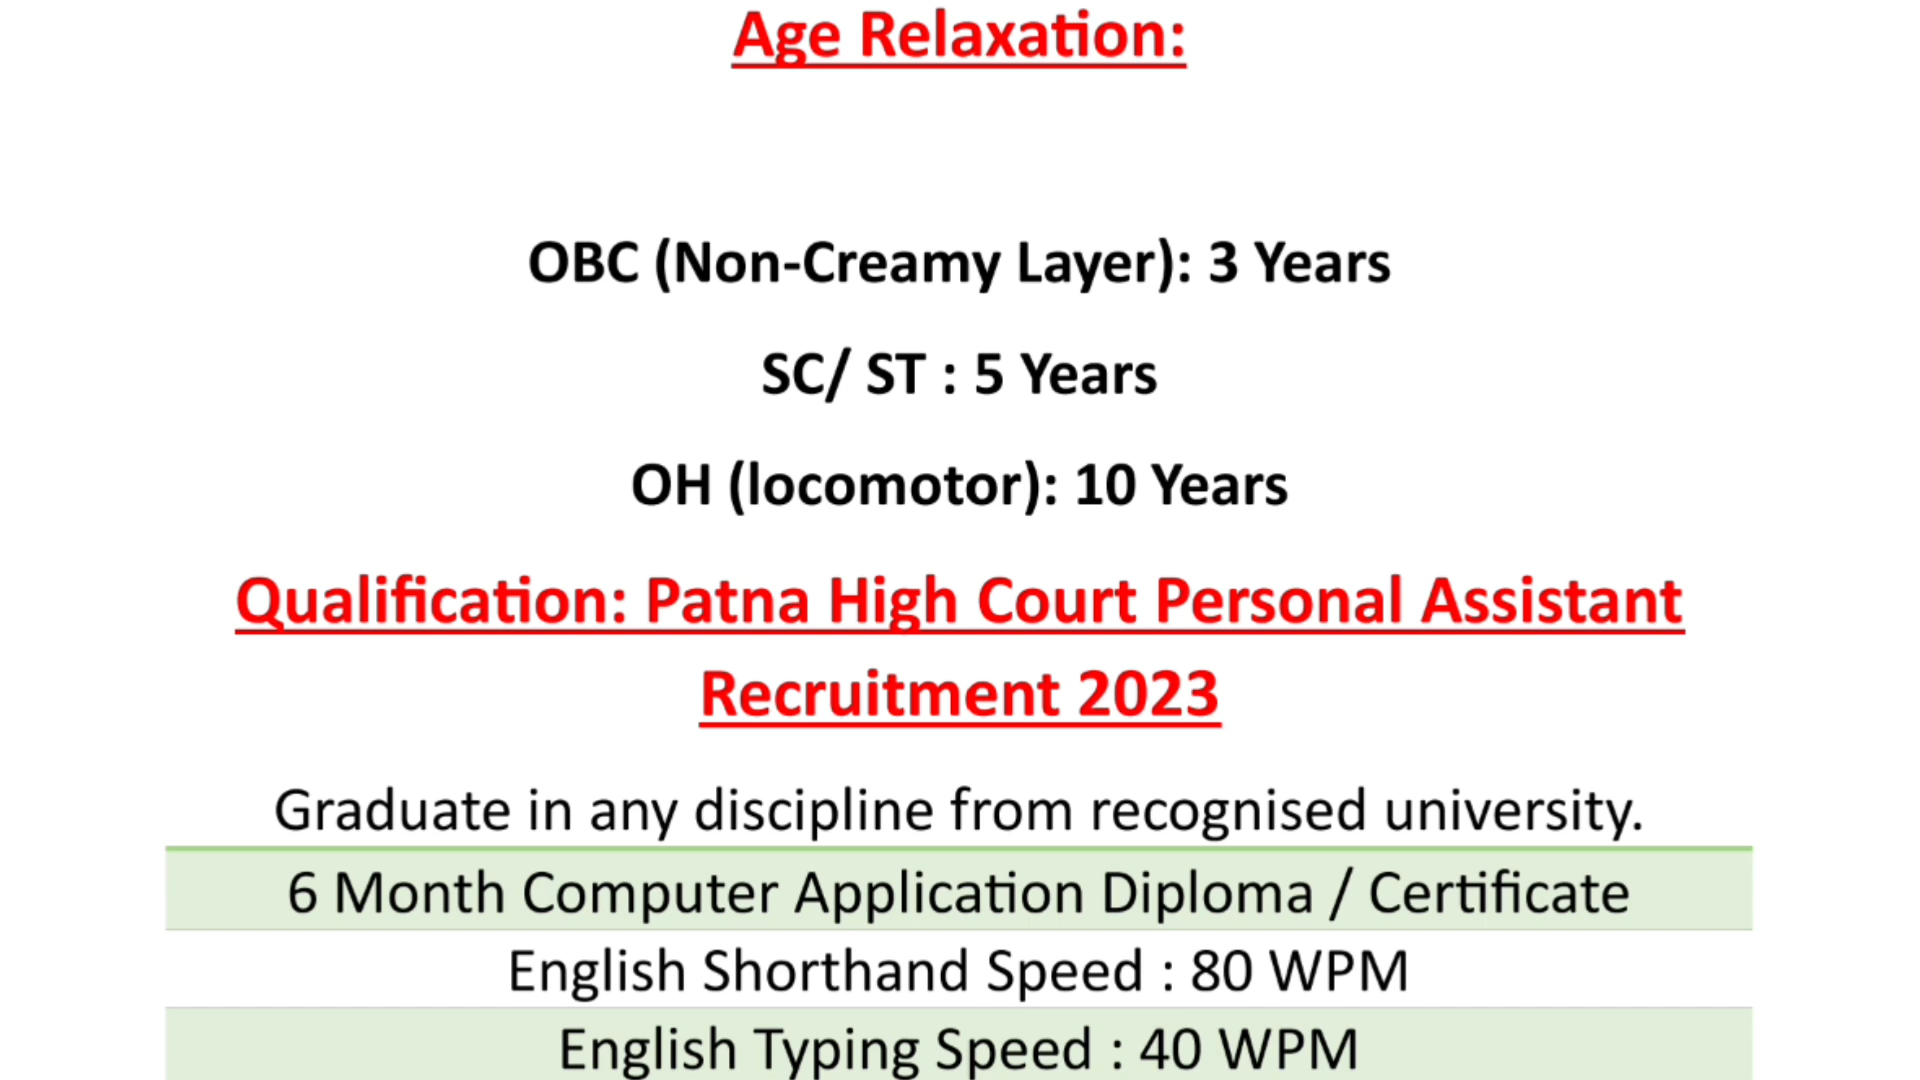 Age Relaxation:
OBC (Non-Creamy Layer): 3 Years
SC/ ST : 5 Years
OH (locomotor): 10 Years
Qualification: Patna High Court Personal Assistant
Recruitment 2023
Graduate in any discipline from recognised university.
6 Month Computer Application Diploma / Certificate
English Shorthand Speed : 80 WPM
English Typing Speed : 40 WPM